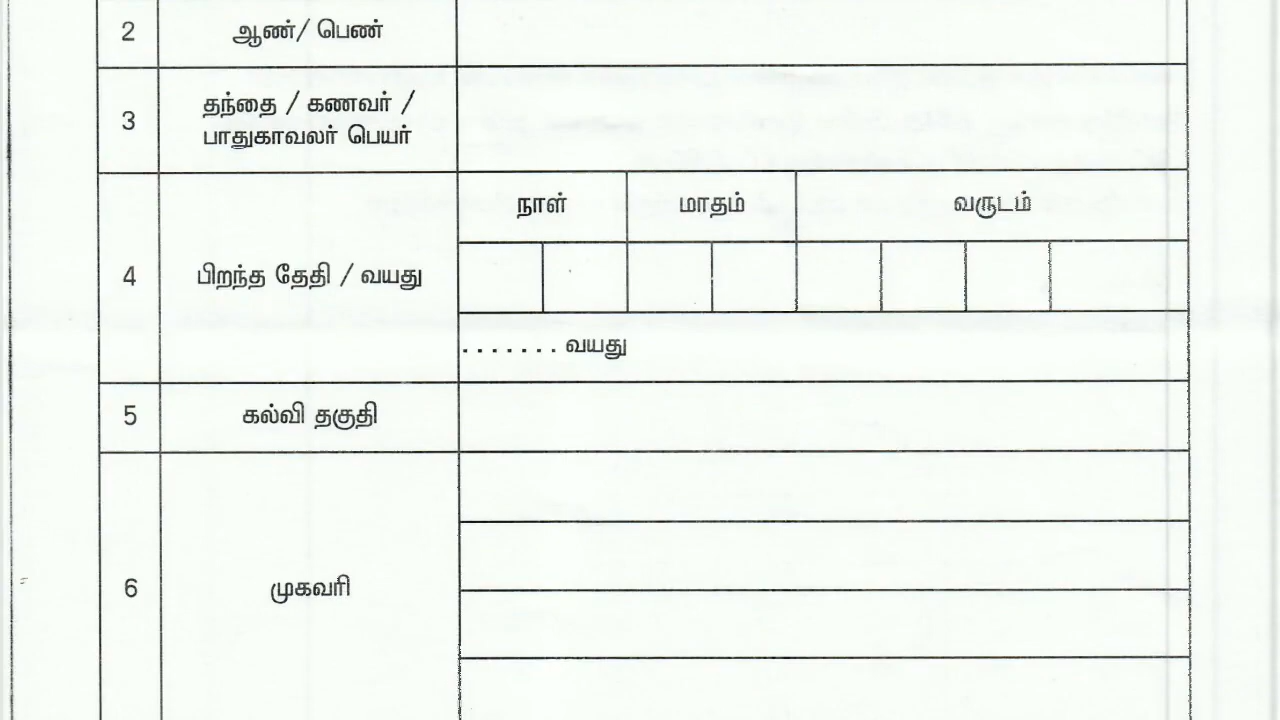 2 ஆண்/ பெண்
3 தந்தை / கணவர் /
பாதுகாவலர் பெயர்
நாள் மாதம் வருடம்
4 பிறந்த தேதி / வயது
....... வயது
5 கல்வி தகுதி
6 முகவரி